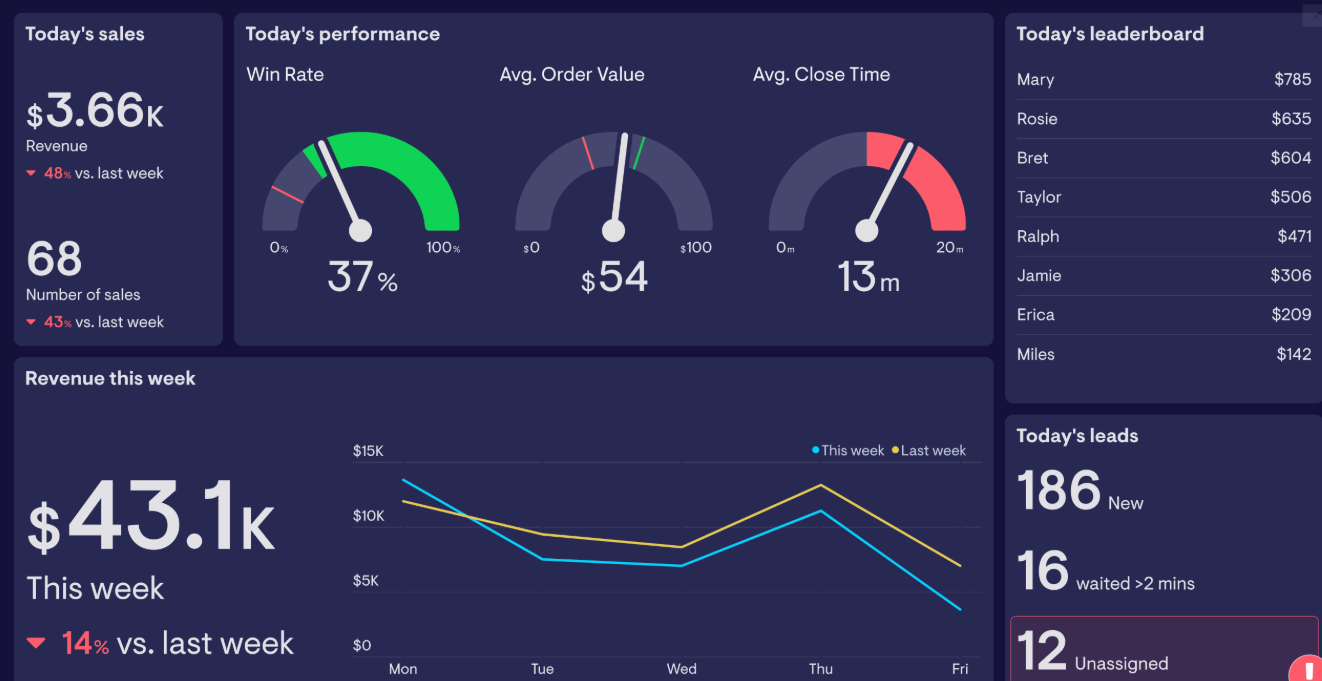 Today's sales
$3.66K
Revenue
48% vs. last week
68
Number of sales
43% vs. last week
Today's performance
Win Rate
0%
100%
37%
Avg. Order Value
$0
$100
$54
Avg. Close Time
0m
20m
13m
Today's leaderboard
Mary $785
Rosie $635
Bret $604
Taylor $506
Ralph $471
Jamie $306
Erica $209
Miles $142
Revenue this week
$43.1K
This week
14% vs. last week
This week Last week
$15K
$10K
$5K
$0
Mon Tue Wed Thu Fri
Today's leads
186 New
16 waited >2 mins
12 Unassigned
!